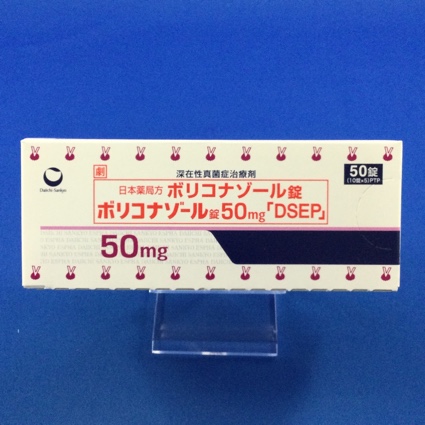 劇
深在性真菌症治療剤
50錠
(10錠×5)PTP
Daiichi-Sankyo
日本薬局方 ボリコナゾール錠
ボリコナゾール錠50mg「DSEP」
50mg